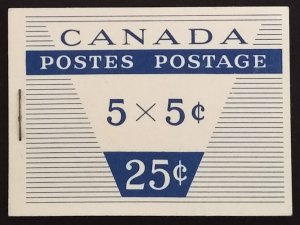 CANADA
POSTES POSTAGE
5 × 5¢
25¢